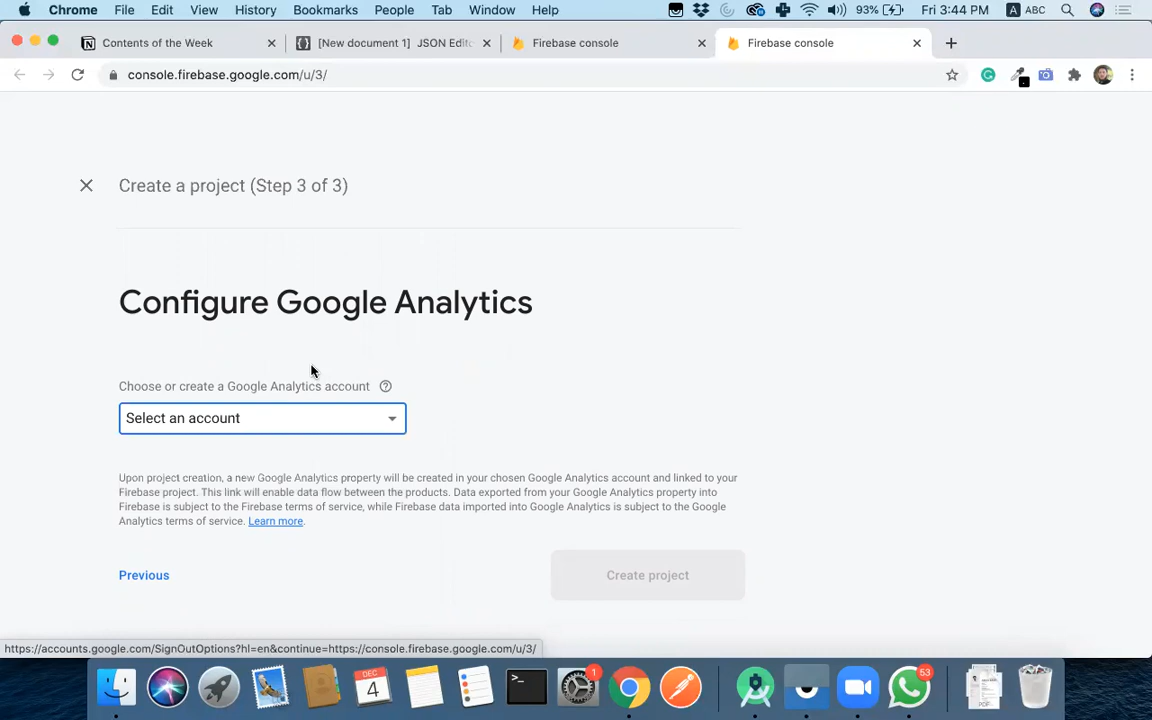 Chrome File Edit View History Bookmarks People Tab Window Help 93% Fri 3:44 PM A ABC
Contents of the Week
[New document 1] JSON Edit
Firebase console
Firebase console
console.firebase.google.com/u/3/
Create a project (Step 3 of 3)
Configure Google Analytics
Choose or create a Google Analytics account
Select an account
Upon project creation, a new Google Analytics property will be created in your chosen Google Analytics account and linked to your
Firebase project. This link will enable data flow between the products. Data exported from your Google Analytics property into
Firebase is subject to the Firebase terms of service, while Firebase data imported into Google Analytics is subject to the Google
Analytics terms of service. Learn more.
Previous
Create project
https://accounts.google.com/SignOutOptions?hl=en&continue=https://console.firebase.google.com/u/3/
DEC
4
1
53
PDF